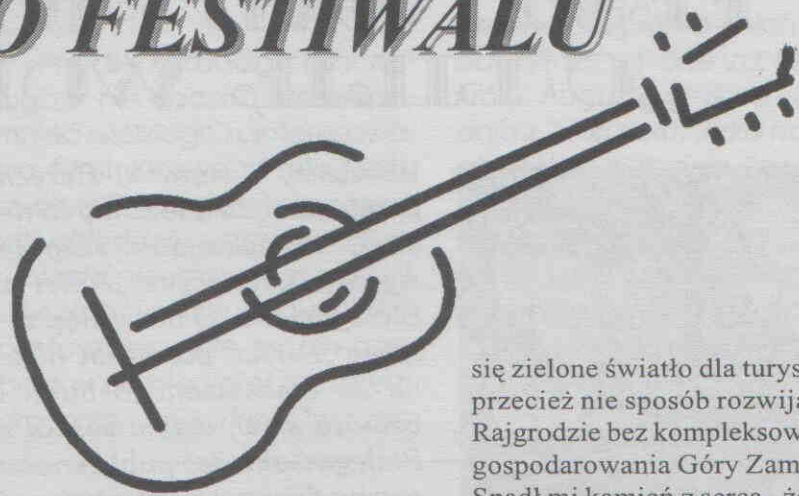 O FESTIWALU
się zielone światło dla turys
przecież nie sposób rozwija
Rajgrodzie bez kompleksow
gospodarowania Góry Zam